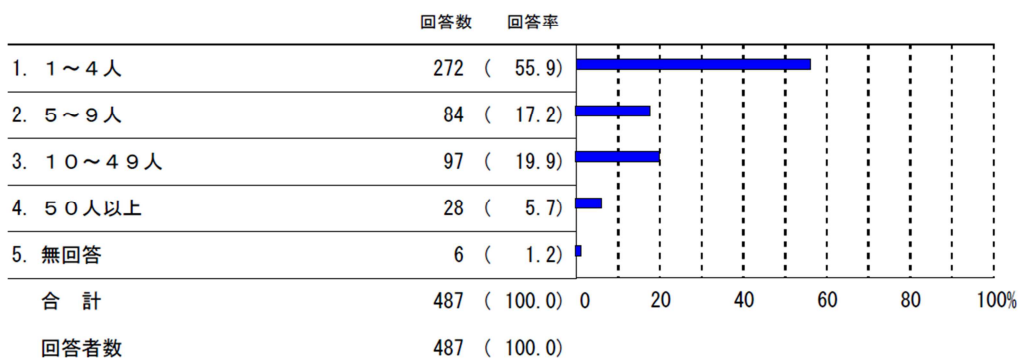 回答数 回答率
1. １～４人 272 ( 55.9)
2. ５～９人 84 ( 17.2)
3. １０～４９人 97 ( 19.9)
4. ５０人以上 28 ( 5.7)
5. 無回答 6 ( 1.2)
合 計 487 ( 100.0) 0 20 40 60 80 100%
回答者数 487 ( 100.0)